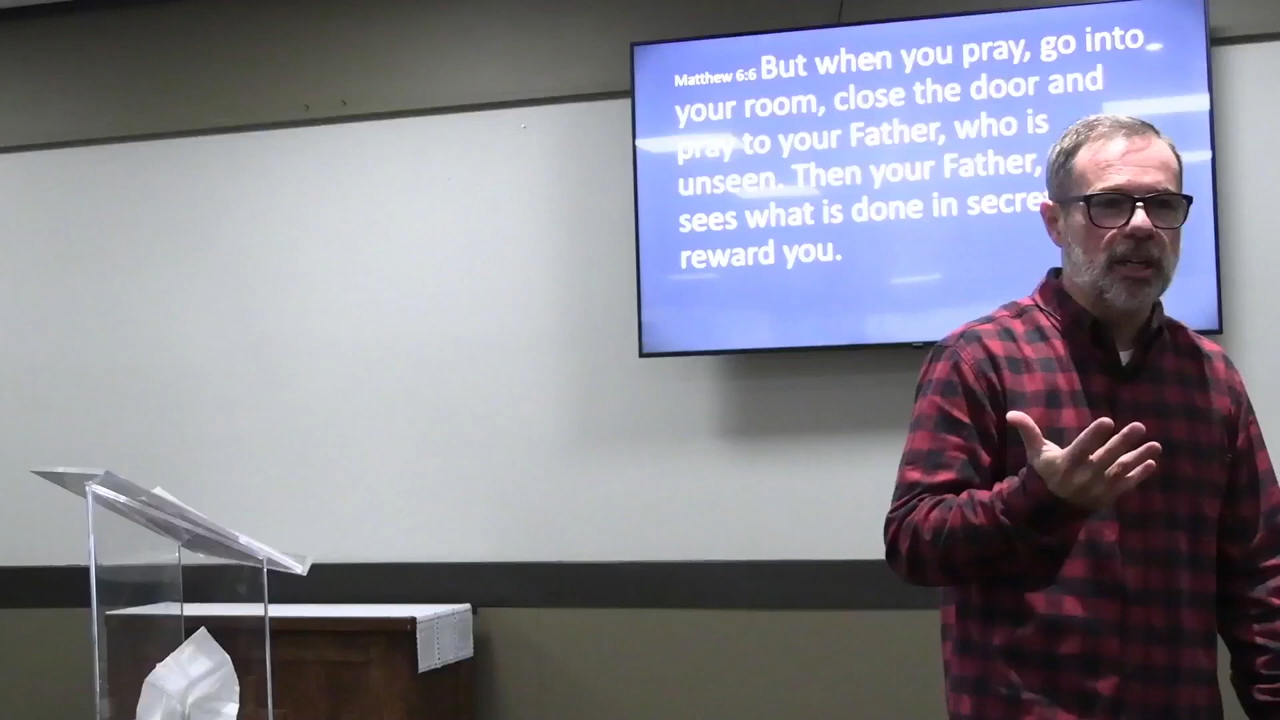 Matthew 6:6 But when you pray, go into
your room, close the door and
pray to your Father, who is
unseen. Then your Father,
sees what is done in secre
reward you.